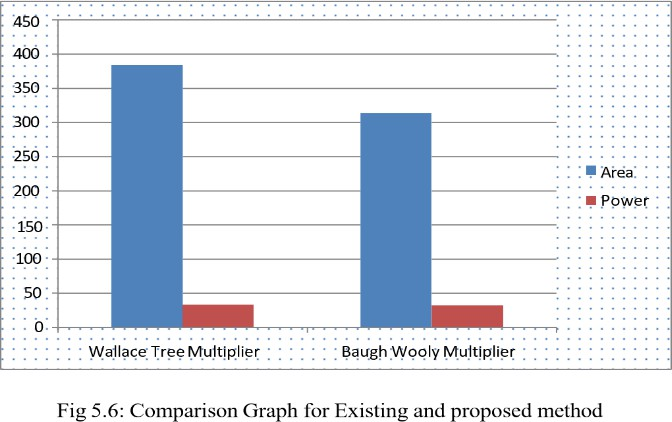 450
400
350
300
250
200
150
100
50
0
Wallace Tree Multiplier
Baugh Wooly Multiplier
Area
Power
Fig 5.6: Comparison Graph for Existing and proposed method